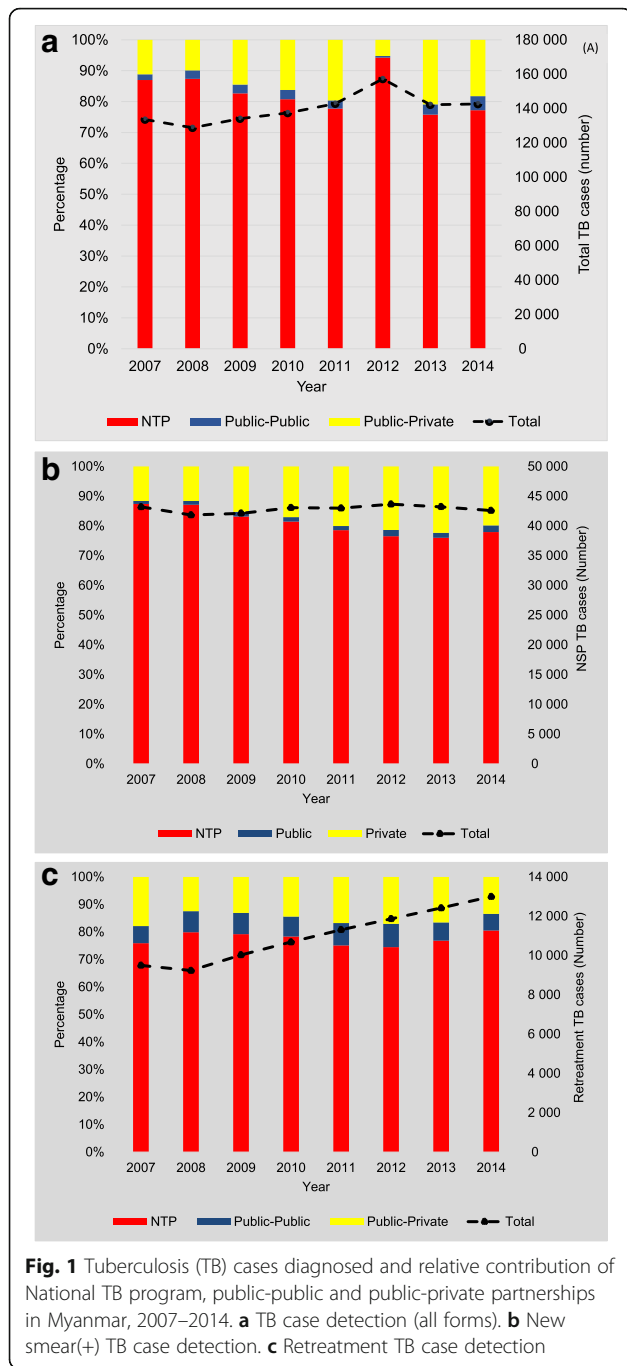 a
(A)
100%
90%
80%
70%
60%
50%
40%
30%
20%
10%
0%
Percentage
180 000
160 000
140 000
120 000
100 000
80 000
60 000
40 000
20 000
0
Total TB cases (number)
2007 2008 2009 2010 2011 2012 2013 2014
Year
NTP Public-Public Public-Private Total
b
100%
90%
80%
70%
60%
50%
40%
30%
20%
10%
0%
Percentage
50 000
45 000
40 000
35 000
30 000
25 000
20 000
15 000
10 000
5 000
0
NSP TB cases (Number)
2007 2008 2009 2010 2011 2012 2013 2014
Year
NTP Public Private Total
c
100%
90%
80%
70%
60%
50%
40%
30%
20%
10%
0%
Percentage
14 000
12 000
10 000
8 000
6 000
4 000
2 000
0
Retreatment TB cases (Number)
2007 2008 2009 2010 2011 2012 2013 2014
Year
NTP Public-Public Public-Private Total
Fig. 1 Tuberculosis (TB) cases diagnosed and relative contribution of
National TB program, public-public and public-private partnerships
in Myanmar, 2007–2014. a TB case detection (all forms). b New
smear(+) TB case detection. c Retreatment TB case detection